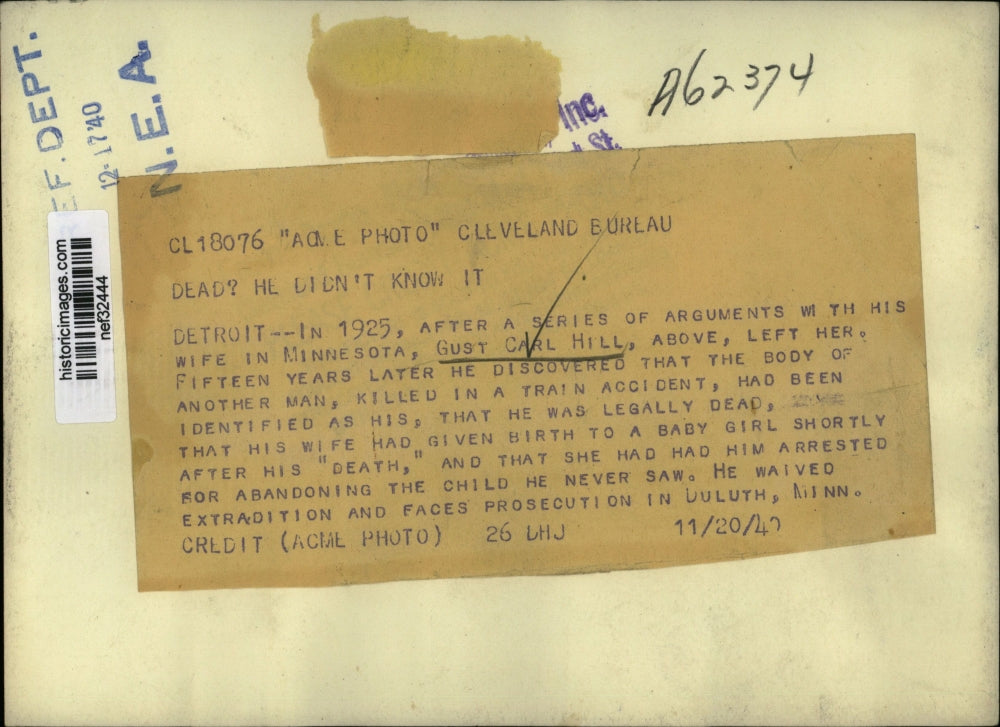 EF. DEPT.
12-17'40
N.E.A.
Inc.
St.
A62374
historicimages.com
nef32444
CL18076 "ACME PHOTO" CLEVELAND BUREAU
DEAD? HE DIDN'T KNOW IT
DETROIT--IN 1925, AFTER A SERIES OF ARGUMENTS WITH HIS
WIFE IN MINNESOTA, GUST CARL HILL, ABOVE, LEFT HER.
FIFTEEN YEARS LATER HE DISCOVERED THAT THE BODY OF
ANOTHER MAN, KILLED IN A TRAIN ACCIDENT, HAD BEEN
IDENTIFIED AS HIS, THAT HE WAS LEGALLY DEAD,
THAT HIS WIFE HAD GIVEN BIRTH TO A BABY GIRL SHORTLY
AFTER HIS "DEATH," AND THAT SHE HAD HAD HIM ARRESTED
FOR ABANDONING THE CHILD HE NEVER SAW. HE WAIVED
EXTRADITION AND FACES PROSECUTION IN DULUTH, MINN.
CREDIT (ACME PHOTO) 26 DHJ 11/20/40